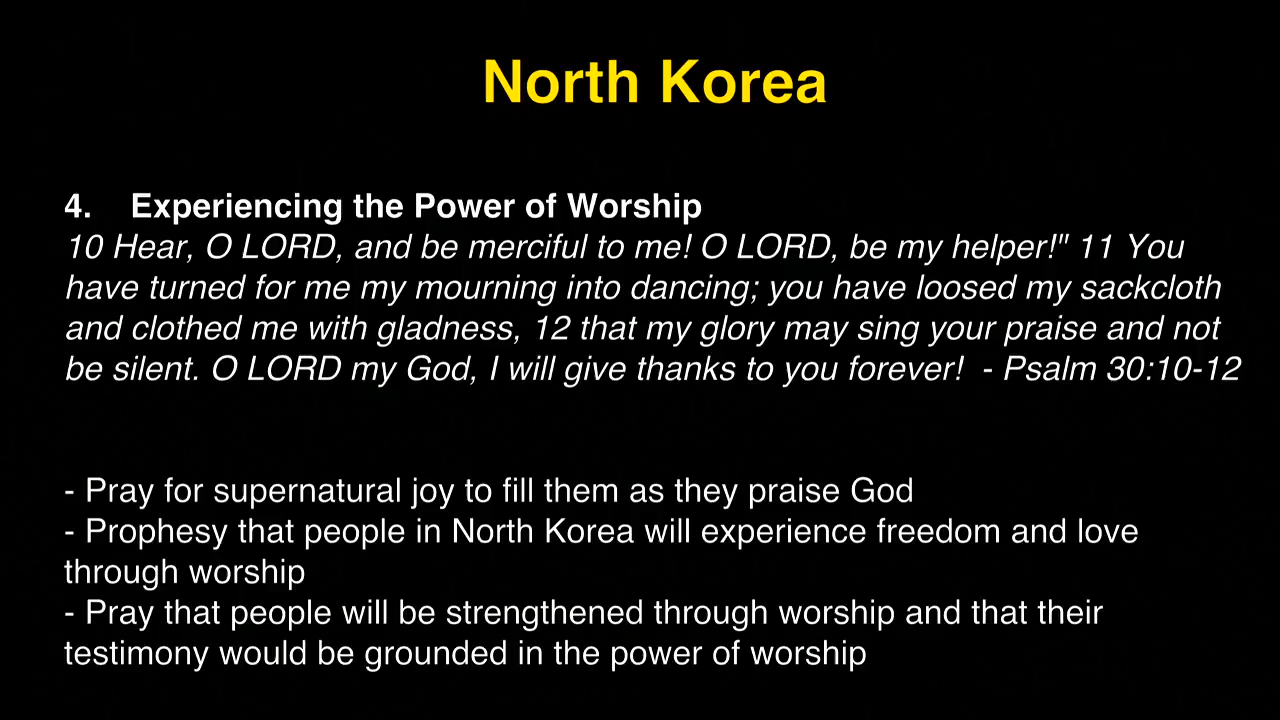 North Korea
4. Experiencing the Power of Worship
10 Hear, O LORD, and be merciful to me! O LORD, be my helper!" 11 You
have turned for me my mourning into dancing; you have loosed my sackcloth
and clothed me with gladness, 12 that my glory may sing your praise and not
be silent. O LORD my God, I will give thanks to you forever!  - Psalm 30:10-12
- Pray for supernatural joy to fill them as they praise God
- Prophesy that people in North Korea will experience freedom and love
through worship
- Pray that people will be strengthened through worship and that their
testimony would be grounded in the power of worship